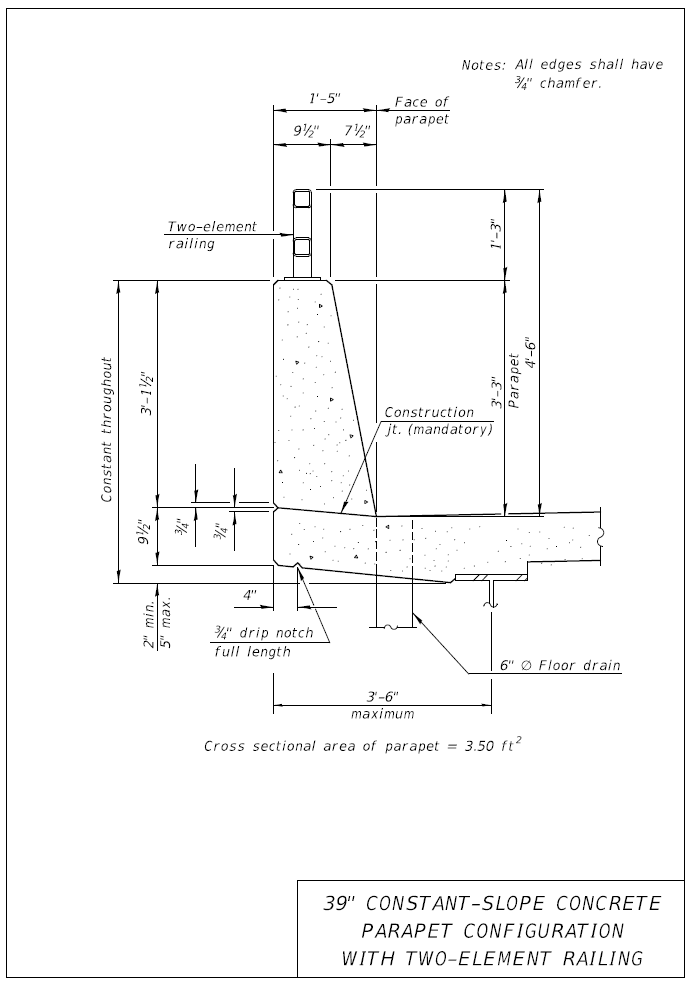 Notes: All edges shall have
¾" chamfer.
1'-5"
Face of
parapet
9½"
7½"
Two-element
railing
1'-3"
4'-6"
3'-3"
Parapet
Constant throughout
3'-1½"
Construction
jt. (mandatory)
9½"
¾"
¾"
4"
2" min.
5" max.
¾" drip notch
full length
6" ∅ Floor drain
3'-6"
maximum
Cross sectional area of parapet = 3.50 ft²
39" CONSTANT-SLOPE CONCRETE
PARAPET CONFIGURATION
WITH TWO-ELEMENT RAILING